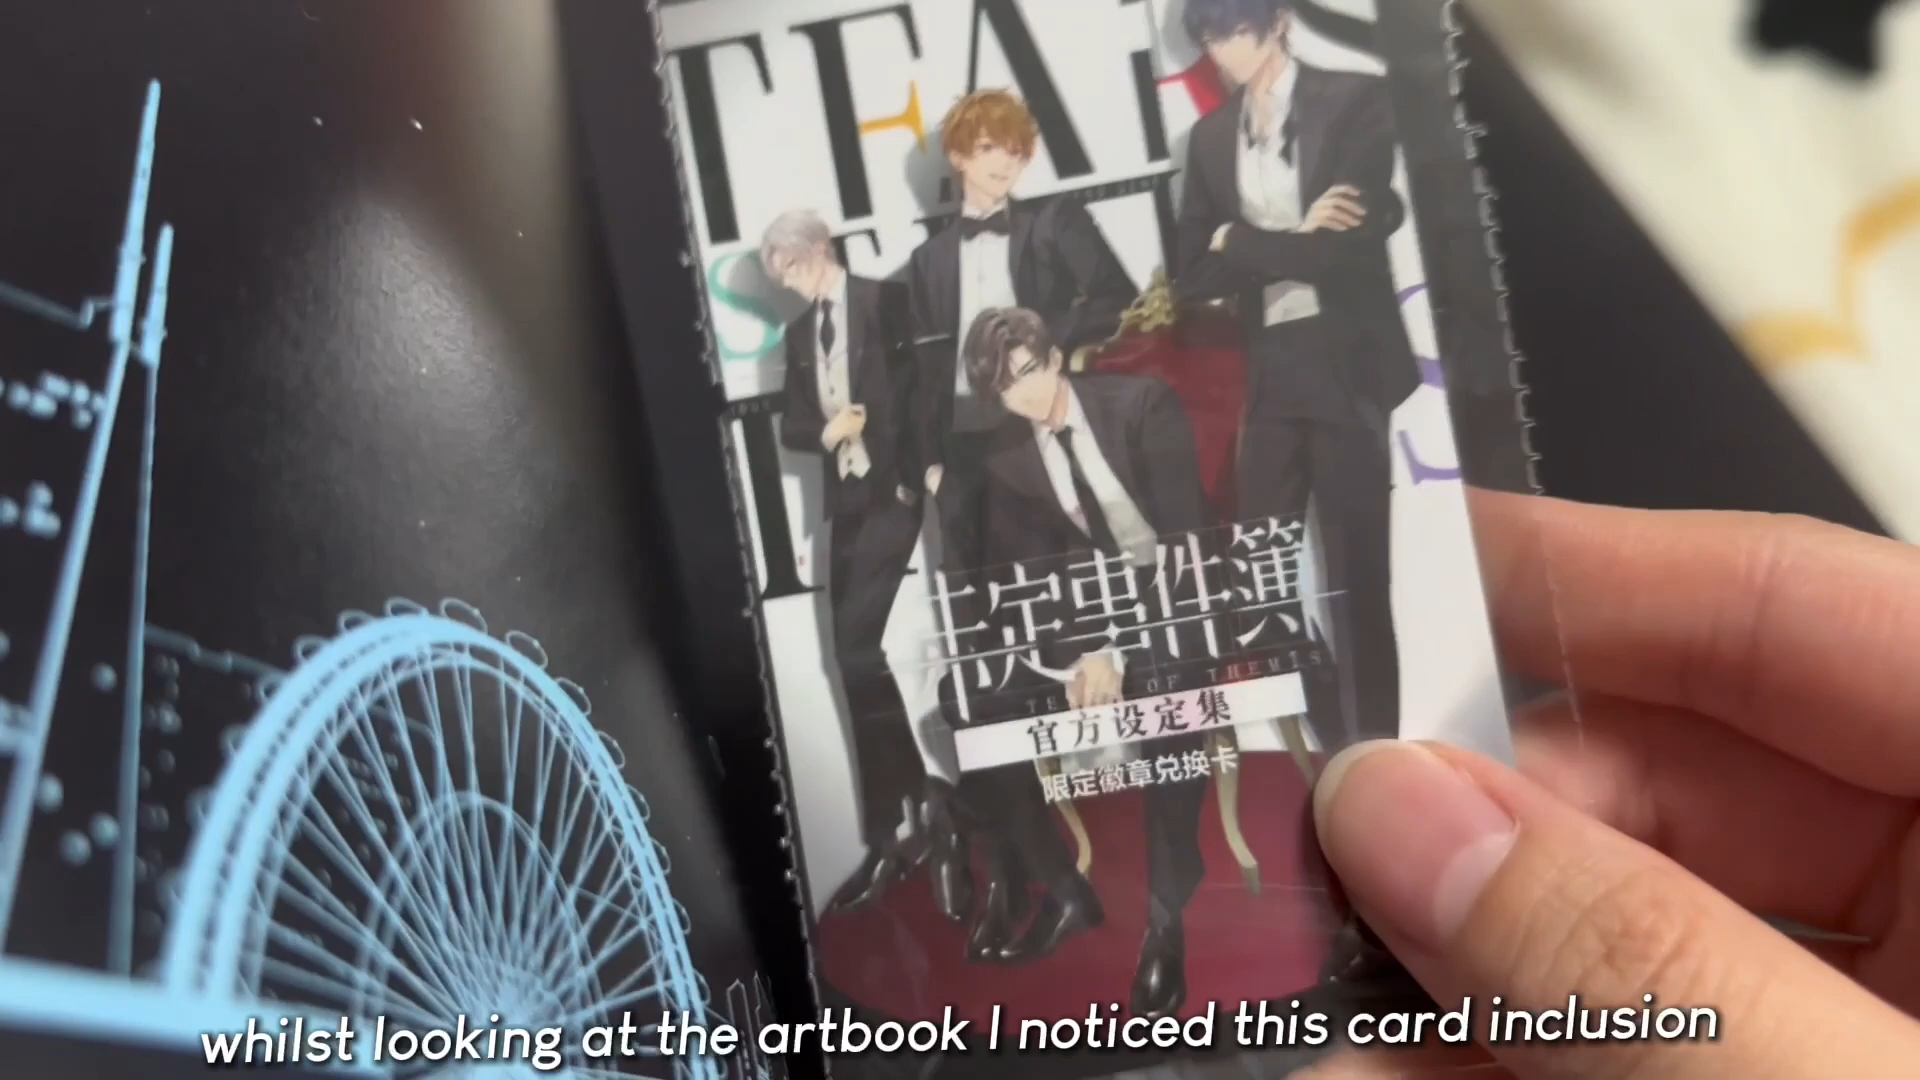 TEARS
未定事件簿
TEARS OF THEMIS
官方设定集
限定徽章兑换卡
whilst looking at the artbook I noticed this card inclusion